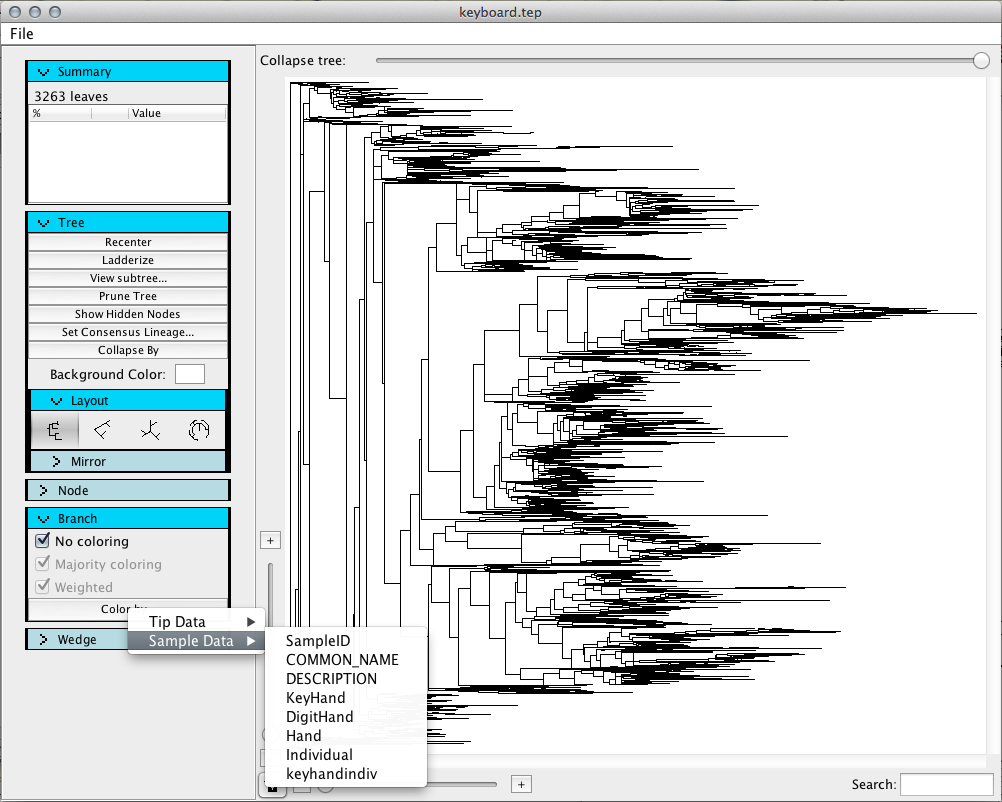 keyboard.tep
File
Summary
3263 leaves
% Value
Tree
Recenter
Ladderize
View subtree...
Prune Tree
Show Hidden Nodes
Set Consensus Lineage...
Collapse By
Background Color:
Layout
Mirror
Node
Branch
No coloring
Majority coloring
Weighted
Color by
Wedge
Tip Data
Sample Data
SampleID
COMMON_NAME
DESCRIPTION
KeyHand
DigitHand
Hand
Individual
keyhandindiv
Collapse tree:
+
+
Search: